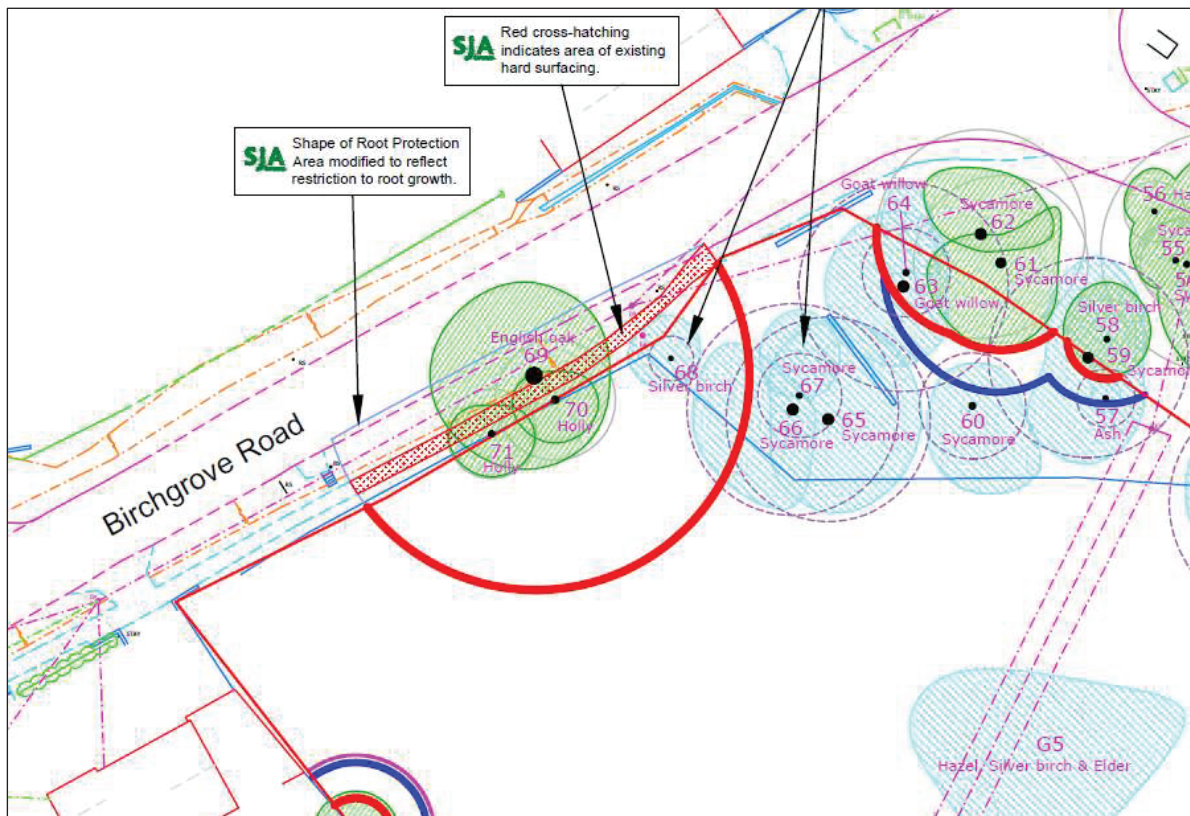 SJA
Red cross-hatching
indicates area of existing
hard surfacing.
SJA
Shape of Root Protection
Area modified to reflect
restriction to root growth.
Birchgrove Road
English oak
69
70
Holly
71
Holly
68
Silver birch
Sycamore
67
66
Sycamore
65
Sycamore
Goat willow
64
63
Goat willow
Sycamore
62
61
Sycamore
60
Sycamore
Silver birch
58
59
Sycamore
57
Ash
56
55
G5
Hazel, Silver birch & Elder
STAY
STAY